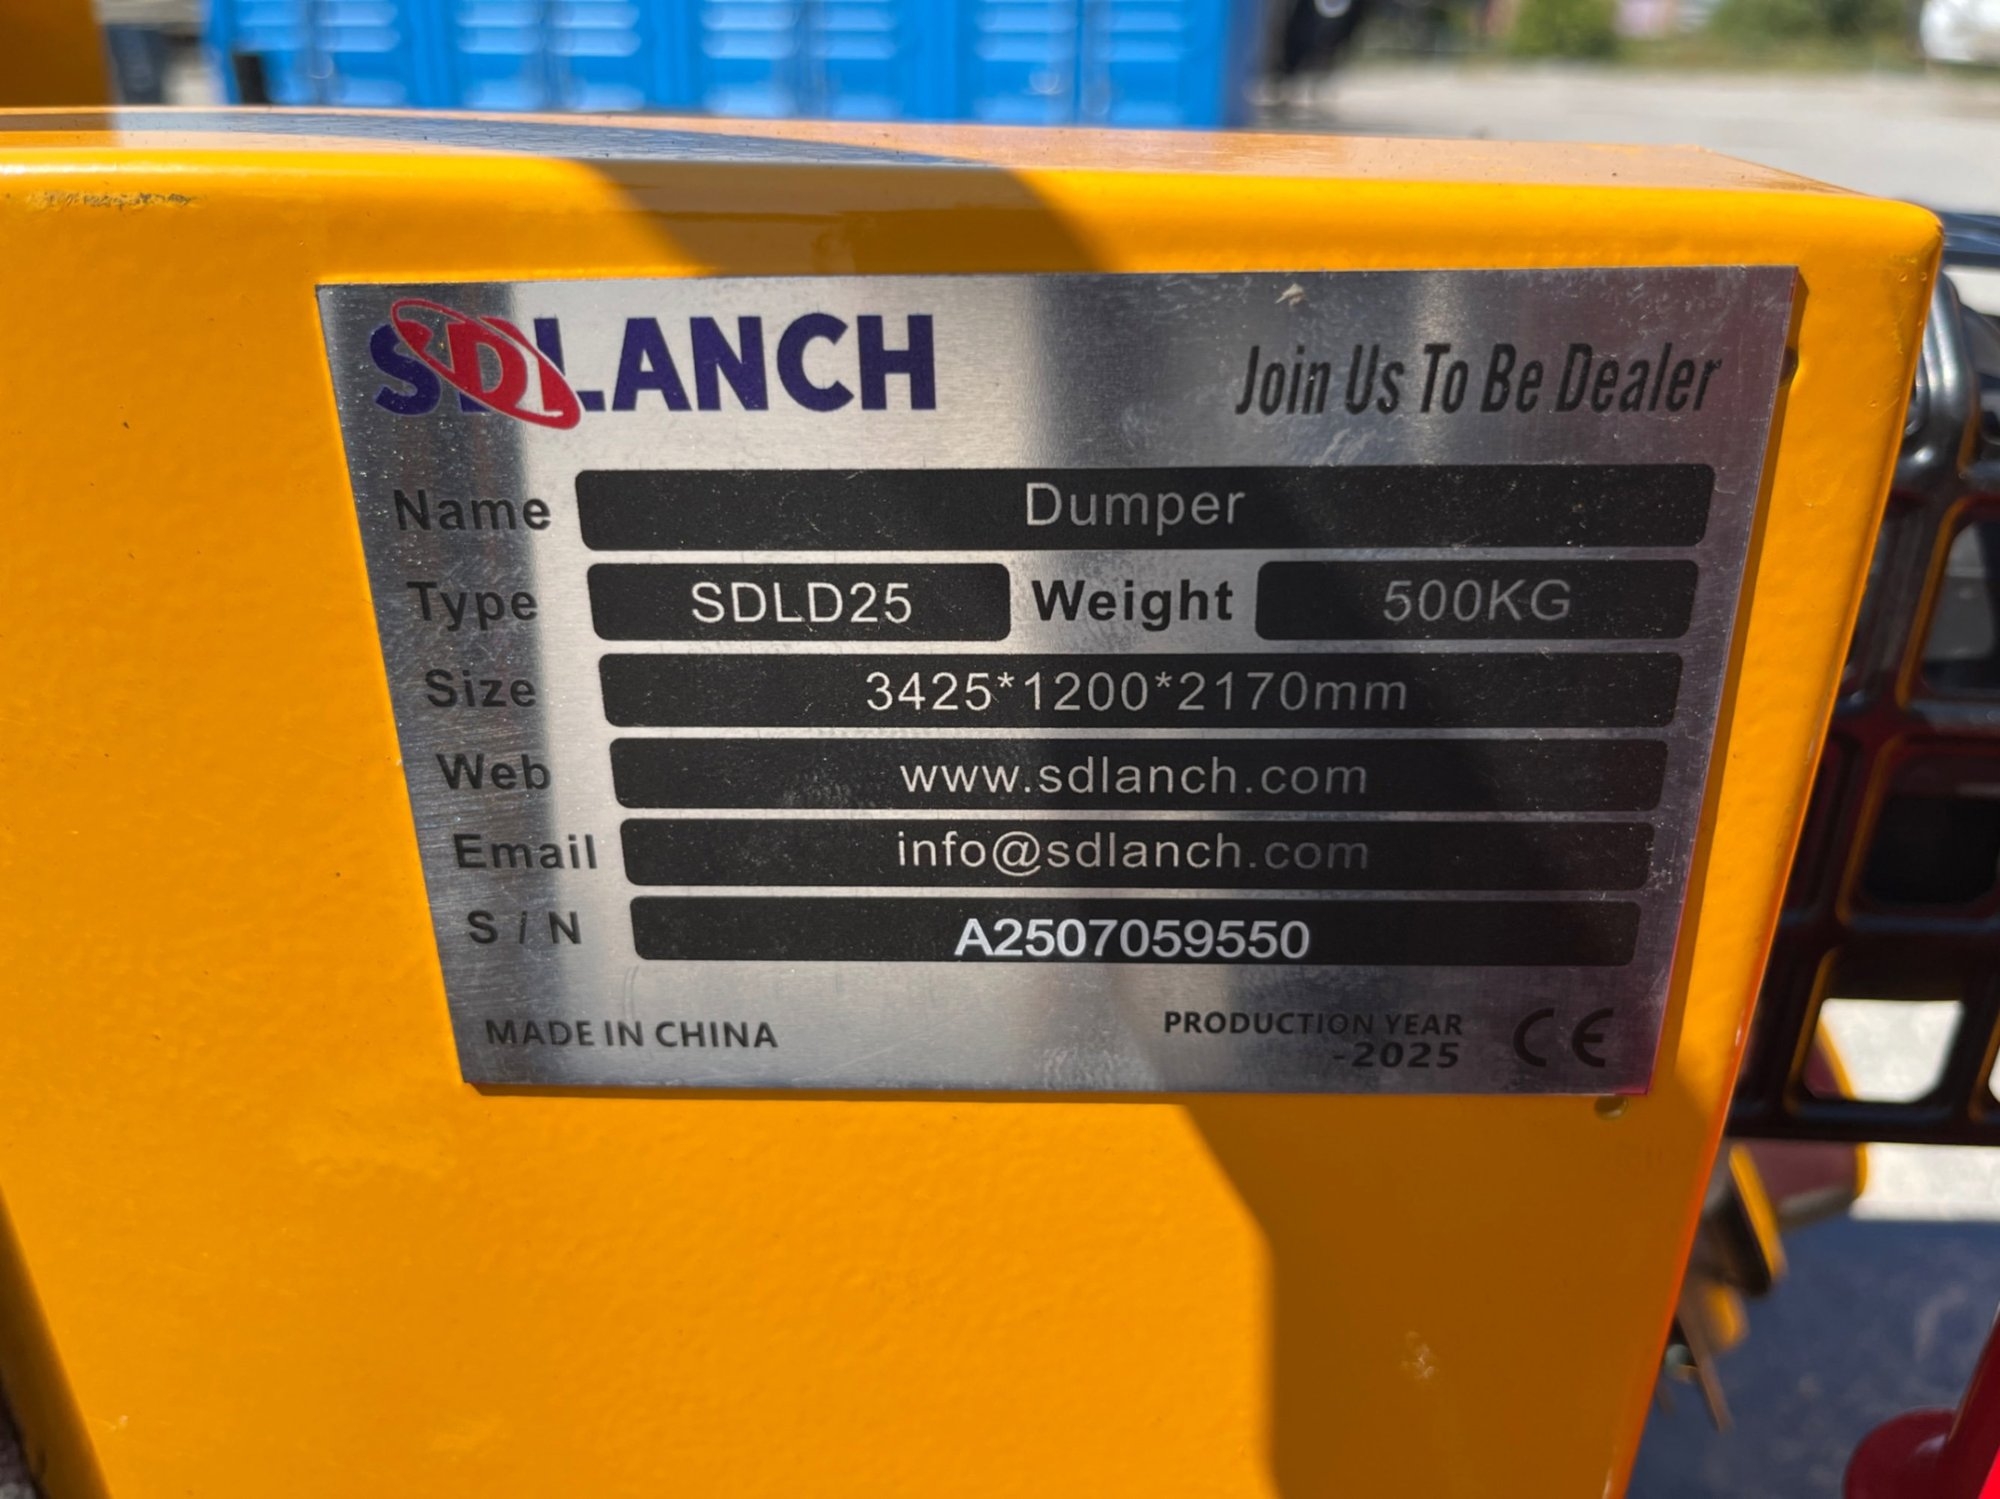 SDLANCH
Join Us To Be Dealer
Name Dumper
Type SDLD25 Weight 500KG
Size 3425*1200*2170mm
Web www.sdlanch.com
Email info@sdlanch.com
S / N A2507059550
MADE IN CHINA
PRODUCTION YEAR
-2025
CE